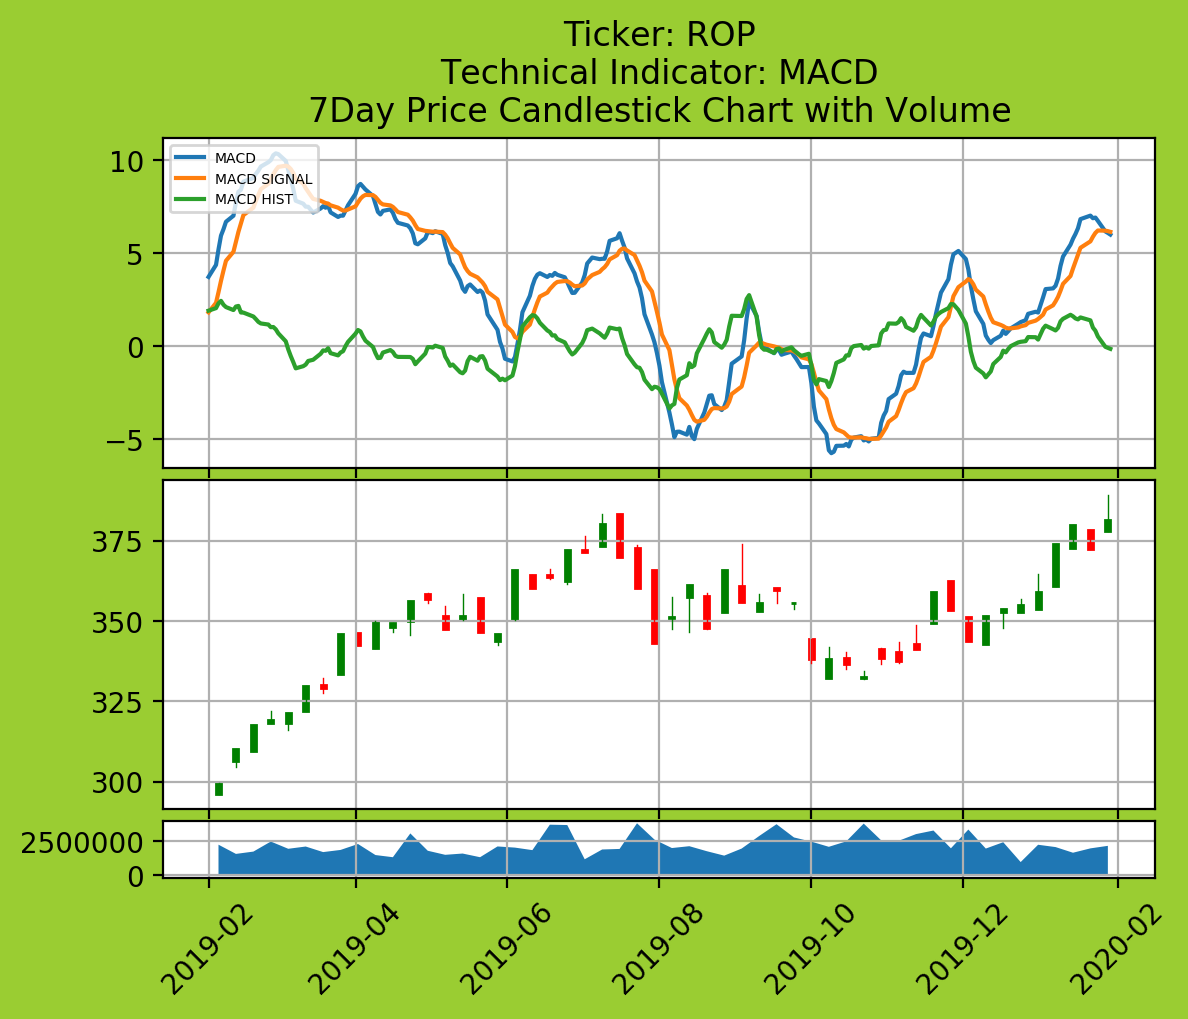 Ticker: ROP
Technical Indicator: MACD
7Day Price Candlestick Chart with Volume
MACD
MACD SIGNAL
MACD HIST
10
5
0
−5
375
350
325
300
2500000
0
2019-02
2019-04
2019-06
2019-08
2019-10
2019-12
2020-02